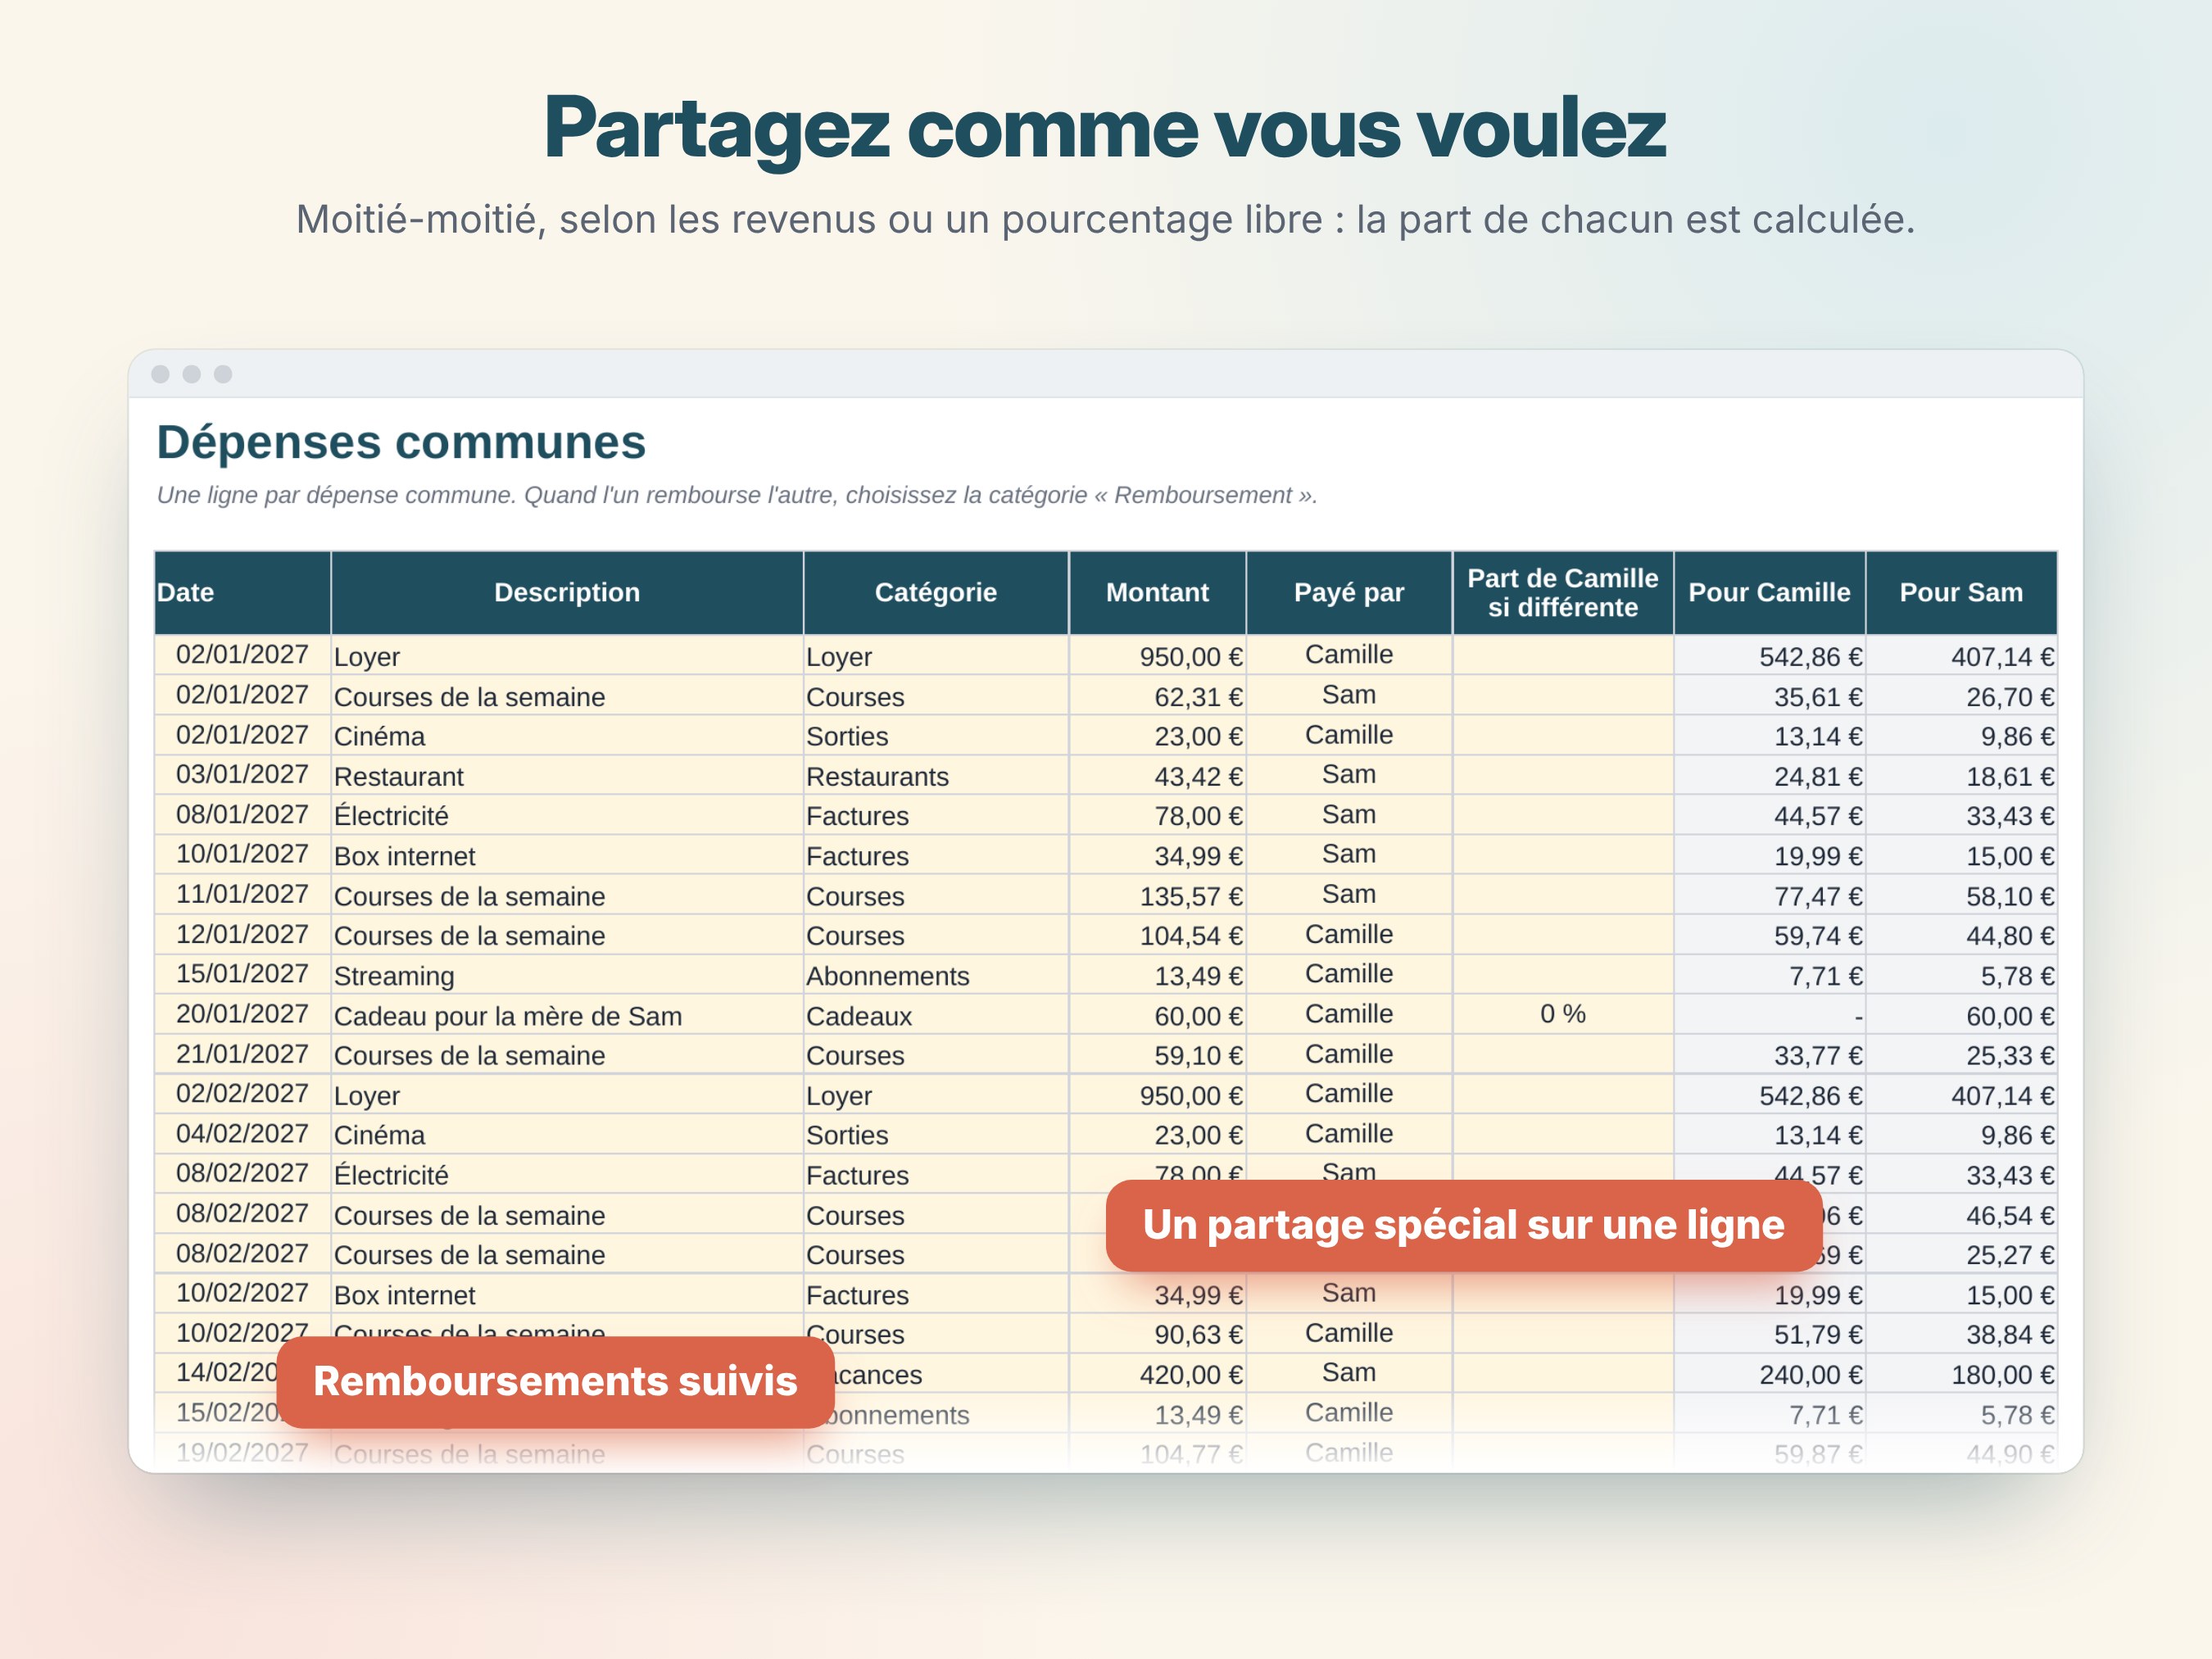 Partagez comme vous voulez
Moitié-moitié, selon les revenus ou un pourcentage libre : la part de chacun est calculée.
Dépenses communes
Une ligne par dépense commune. Quand l'un rembourse l'autre, choisissez la catégorie « Remboursement ».
Date Description Catégorie Montant Payé par Part de Camille si différente Pour Camille Pour Sam
02/01/2027 Loyer Loyer 950,00 € Camille 542,86 € 407,14 €
02/01/2027 Courses de la semaine Courses 62,31 € Sam 35,61 € 26,70 €
02/01/2027 Cinéma Sorties 23,00 € Camille 13,14 € 9,86 €
03/01/2027 Restaurant Restaurants 43,42 € Sam 24,81 € 18,61 €
08/01/2027 Électricité Factures 78,00 € Sam 44,57 € 33,43 €
10/01/2027 Box internet Factures 34,99 € Sam 19,99 € 15,00 €
11/01/2027 Courses de la semaine Courses 135,57 € Sam 77,47 € 58,10 €
12/01/2027 Courses de la semaine Courses 104,54 € Camille 59,74 € 44,80 €
15/01/2027 Streaming Abonnements 13,49 € Camille 7,71 € 5,78 €
20/01/2027 Cadeau pour la mère de Sam Cadeaux 60,00 € Camille 0 % - 60,00 €
21/01/2027 Courses de la semaine Courses 59,10 € Camille 33,77 € 25,33 €
02/02/2027 Loyer Loyer 950,00 € Camille 542,86 € 407,14 €
04/02/2027 Cinéma Sorties 23,00 € Camille 13,14 € 9,86 €
08/02/2027 Électricité Factures 78,00 € Sam 44,57 € 33,43 €
08/02/2027 Courses de la semaine Courses 46,54 €
Un partage spécial sur une ligne
08/02/2027 Courses de la semaine Courses 25,27 €
10/02/2027 Box internet Factures 34,99 € Sam 19,99 € 15,00 €
10/02/2027 Courses de la semaine Courses 90,63 € Camille 51,79 € 38,84 €
420,00 € Sam 240,00 € 180,00 €
Remboursements suivis
13,49 € Camille 7,71 € 5,78 €
19/02/2027 Courses de la semaine Courses 104,77 € Camille 59,87 € 44,90 €